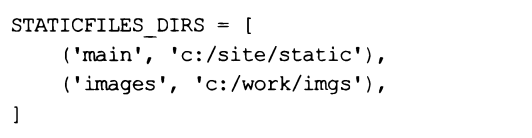 STATICFILES_DIRS = [
    ('main', 'c:/site/static'),
    ('images', 'c:/work/imgs'),
]